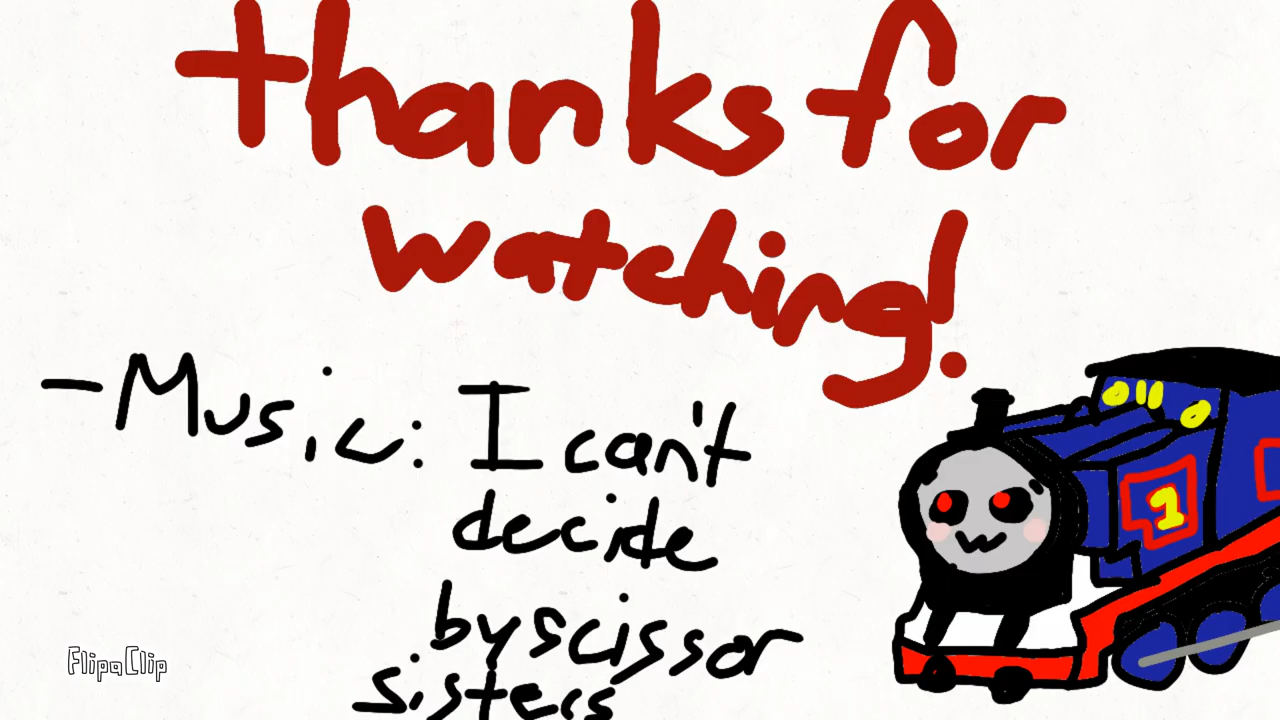 thanks for
watching!
-Music: I can't
decide
by scissor
sisters
1
FlipaClip